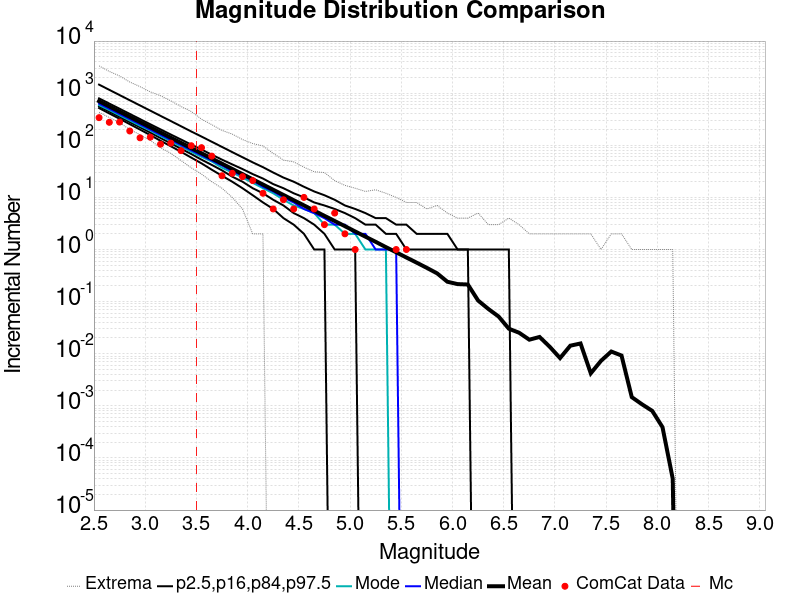 Magnitude Distribution Comparison
10^4
10^3
10^2
10^1
10^0
10^-1
10^-2
10^-3
10^-4
10^-5
Incremental Number
2.5 3.0 3.5 4.0 4.5 5.0 5.5 6.0 6.5 7.0 7.5 8.0 8.5 9.0
Magnitude
Extrema p2.5,p16,p84,p97.5 Mode Median Mean ComCat Data Mc